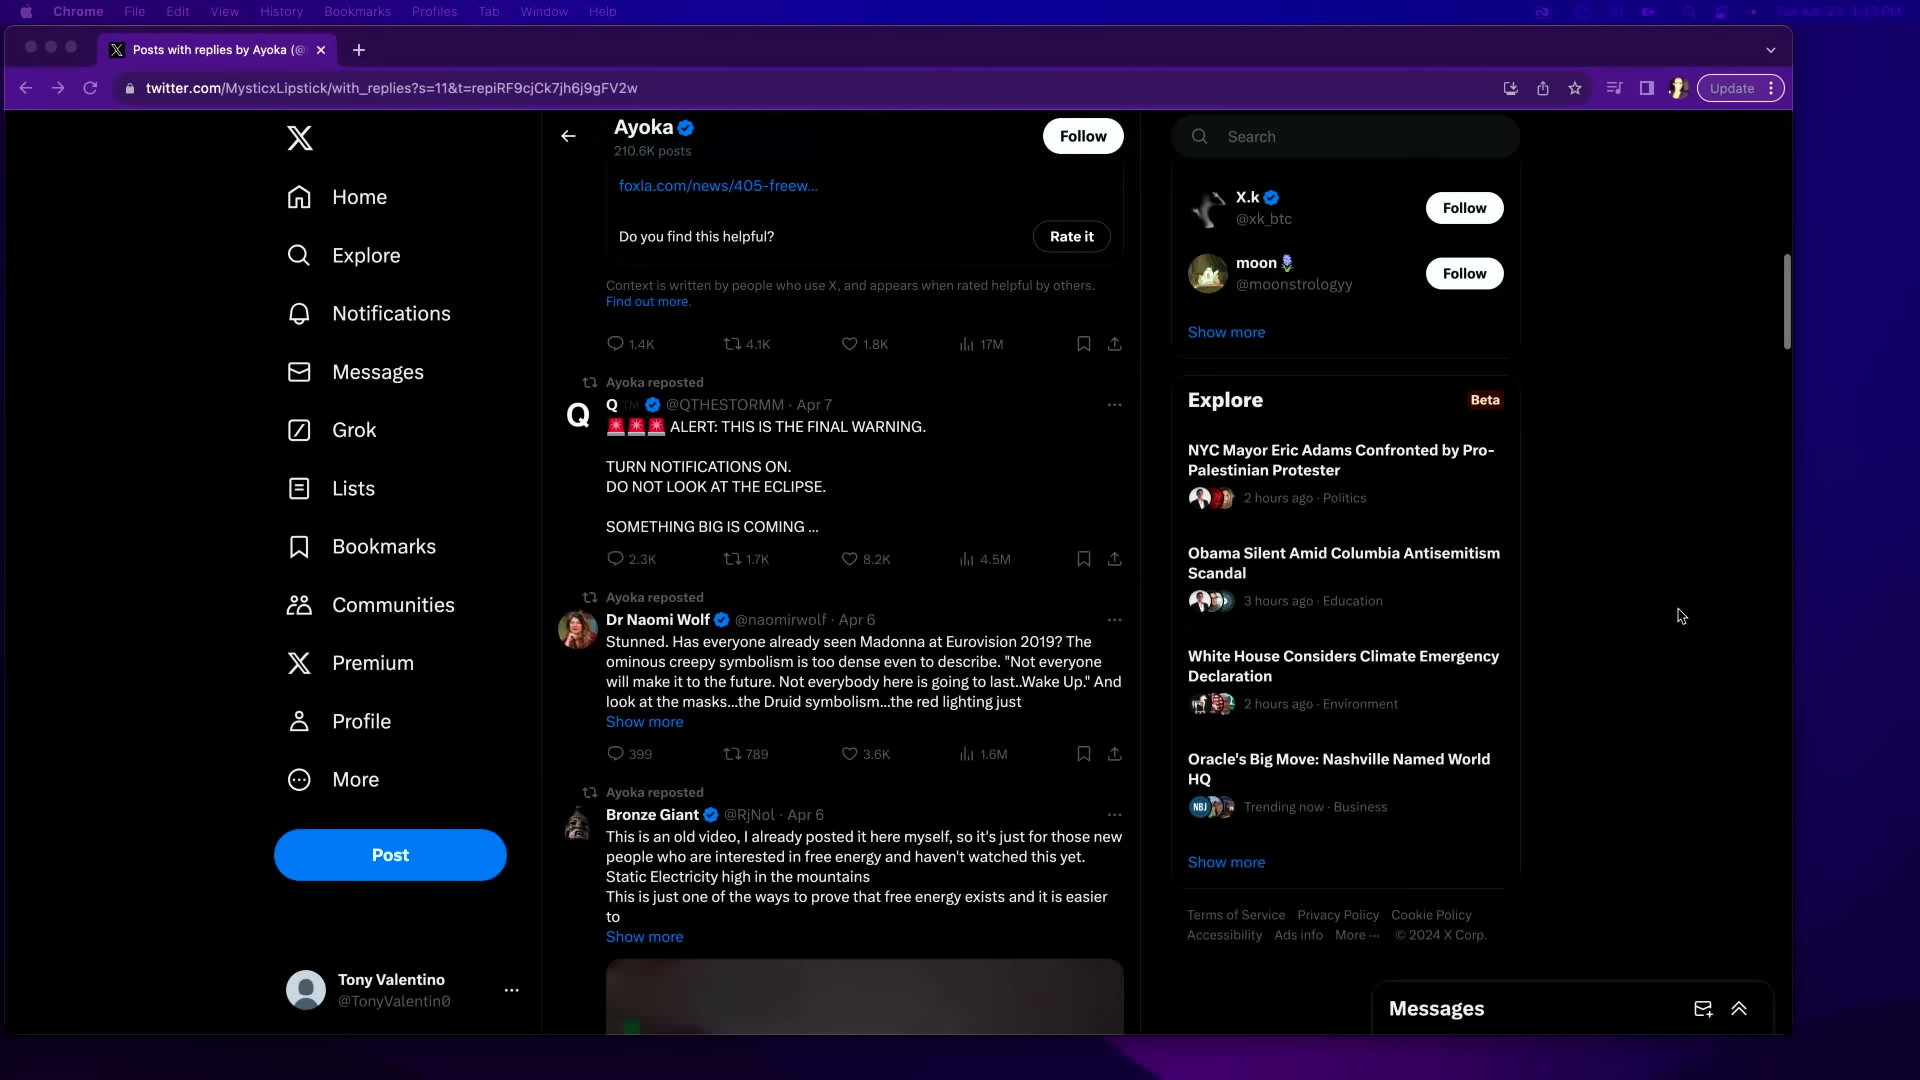 Chrome File Edit View History Bookmarks Profiles Tab Window Help
Posts with replies by Ayoka (@
twitter.com/MysticxLipstick/with_replies?s=11&t=repiRF9cjCk7jh6j9gFV2w
Update
Home
Explore
Notifications
Messages
Grok
Lists
Bookmarks
Communities
Premium
Profile
More
Post
Tony Valentino
@TonyValentin0
Ayoka
210.6K posts
Follow
foxla.com/news/405-freew...
Do you find this helpful?
Rate it
Context is written by people who use X, and appears when rated helpful by others.
Find out more.
1.4K 4.1K 1.8K 17M
Ayoka reposted
Q TM @QTHESTORMM · Apr 7
Q
ALERT: THIS IS THE FINAL WARNING.
TURN NOTIFICATIONS ON.
DO NOT LOOK AT THE ECLIPSE.
SOMETHING BIG IS COMING ...
2.3K 1.7K 8.2K 4.5M
Ayoka reposted
Dr Naomi Wolf @naomirwolf · Apr 6
Stunned. Has everyone already seen Madonna at Eurovision 2019? The
ominous creepy symbolism is too dense even to describe. "Not everyone
will make it to the future. Not everybody here is going to last..Wake Up." And
look at the masks...the Druid symbolism...the red lighting just
Show more
399 789 3.6K 1.6M
Ayoka reposted
Bronze Giant @RjNol · Apr 6
This is an old video, I already posted it here myself, so it's just for those new
people who are interested in free energy and haven't watched this yet.
Static Electricity high in the mountains
This is just one of the ways to prove that free energy exists and it is easier
to
Show more
Search
X.k
@xk_btc
Follow
moon
@moonstrologyy
Follow
Show more
Explore
Beta
NYC Mayor Eric Adams Confronted by Pro-
Palestinian Protester
2 hours ago · Politics
Obama Silent Amid Columbia Antisemitism
Scandal
3 hours ago · Education
White House Considers Climate Emergency
Declaration
2 hours ago · Environment
Oracle's Big Move: Nashville Named World
HQ
NBJ
Trending now · Business
Show more
Terms of Service Privacy Policy Cookie Policy
Accessibility Ads info More ··· © 2024 X Corp.
Messages